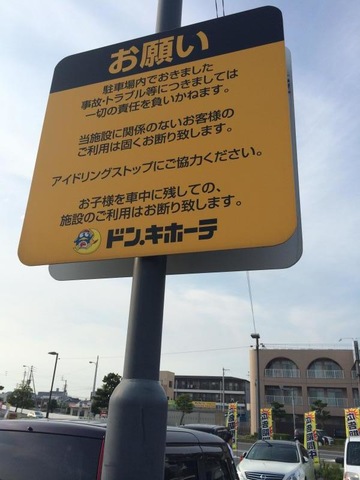 お願い
駐車場内でおきました
事故・トラブル等につきましては
一切の責任を負いかねます。
当施設に関係のないお客様の
ご利用は固くお断り致します。
アイドリングストップにご協力ください。
お子様を車中に残しての、
施設のご利用はお断り致します。
ドン.キホーテ